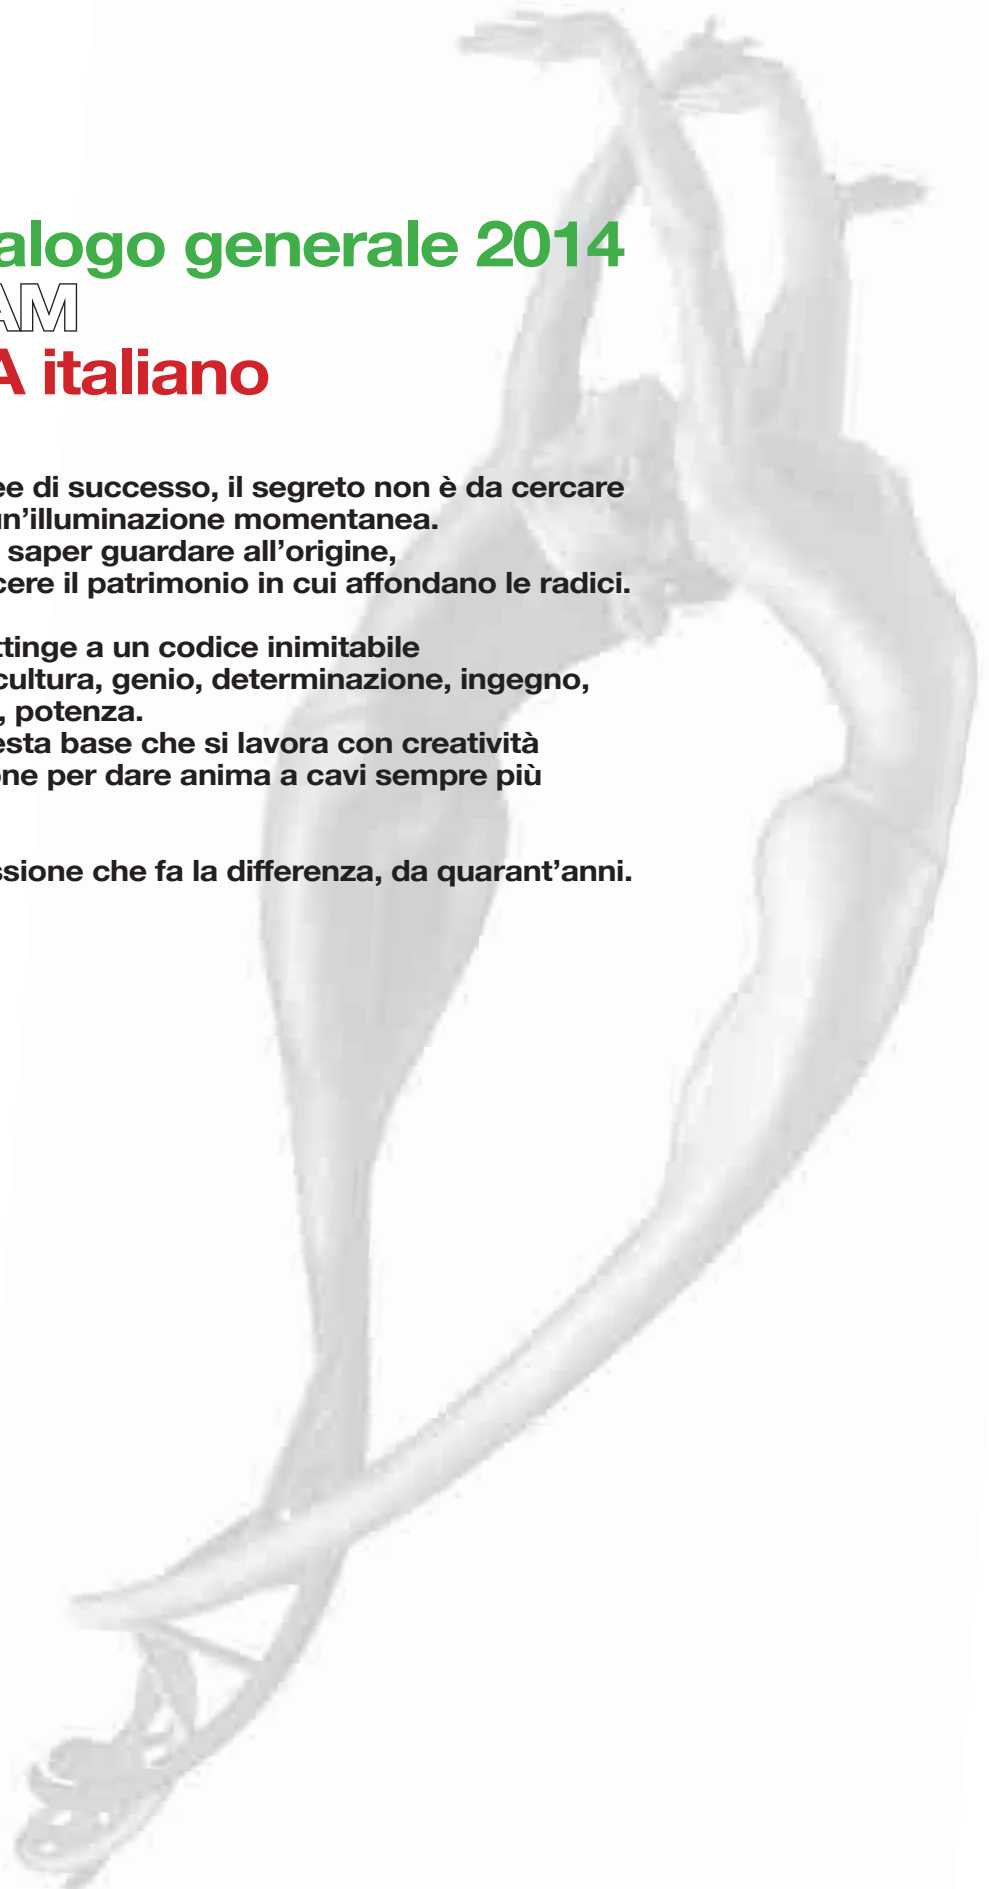 alogo generale 2014
AM
A italiano
ee di successo, il segreto non è da cercare
un’illuminazione momentanea.
saper guardare all’origine,
cere il patrimonio in cui affondano le radici.
ttinge a un codice inimitabile
cultura, genio, determinazione, ingegno,
, potenza.
esta base che si lavora con creatività
one per dare anima a cavi sempre più
ssione che fa la differenza, da quarant’anni.